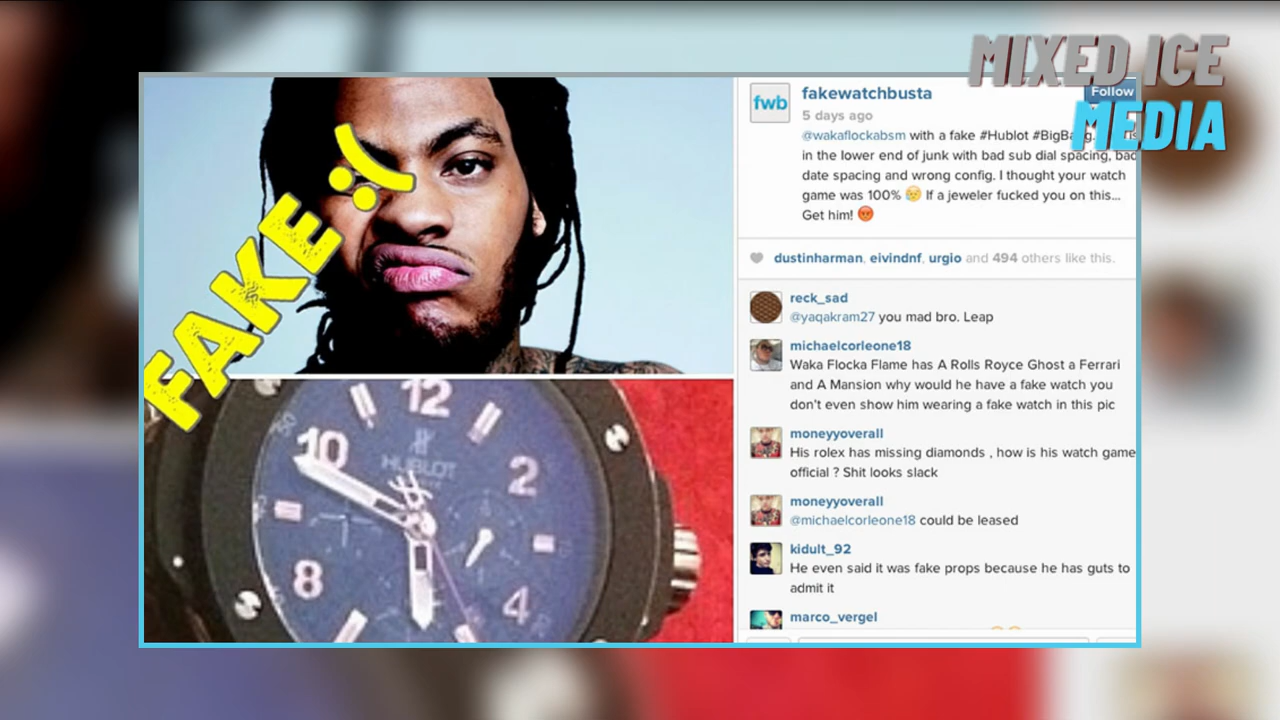 MIXED ICE
MEDIA
FAKE :(
12
10
2
HUBLOT
8
4
fwb
fakewatchbusta
Follow
5 days ago
@wakaflockabsm with a fake #Hublot
in the lower end of junk with bad sub dial spacing, bad
date spacing and wrong config. I thought your watch
game was 100% 😥 If a jeweler fucked you on this...
Get him! 😡
dustinharman, eivindnf, urgio and 494 others like this.
reck_sad
@yaqakram27 you mad bro. Leap
michaelcorleone18
Waka Flocka Flame has A Rolls Royce Ghost a Ferrari
and A Mansion why would he have a fake watch you
don't even show him wearing a fake watch in this pic
moneyyoverall
His rolex has missing diamonds , how is his watch game
official ? Shit looks slack
moneyyoverall
@michaelcorleone18 could be leased
kidult_92
He even said it was fake props because he has guts to
admit it
marco_vergel